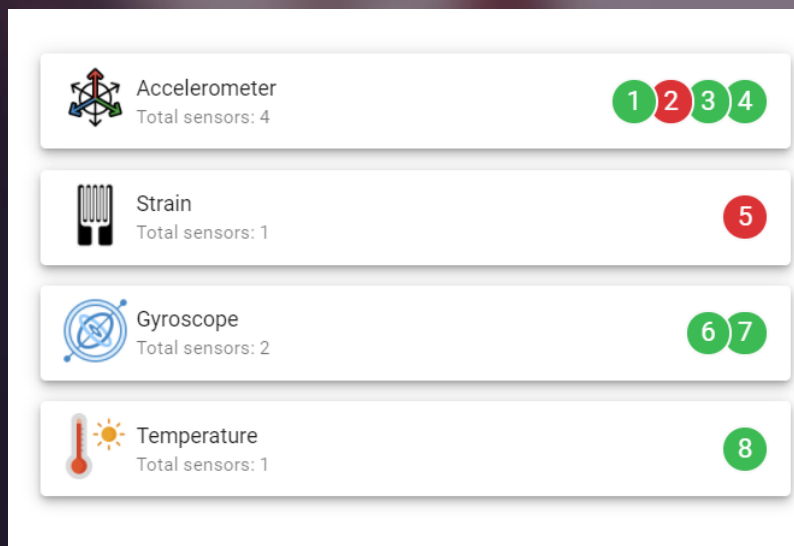 Accelerometer
Total sensors: 4
1 2 3 4
Strain
Total sensors: 1
5
Gyroscope
Total sensors: 2
6 7
Temperature
Total sensors: 1
8